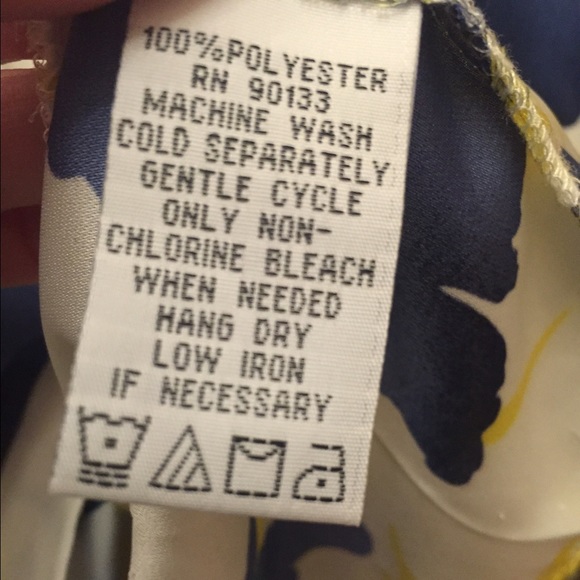 100%POLYESTER
RN 90133
MACHINE WASH
COLD SEPARATELY
GENTLE CYCLE
ONLY NON-
CHLORINE BLEACH
WHEN NEEDED
HANG DRY
LOW IRON
IF NECESSARY